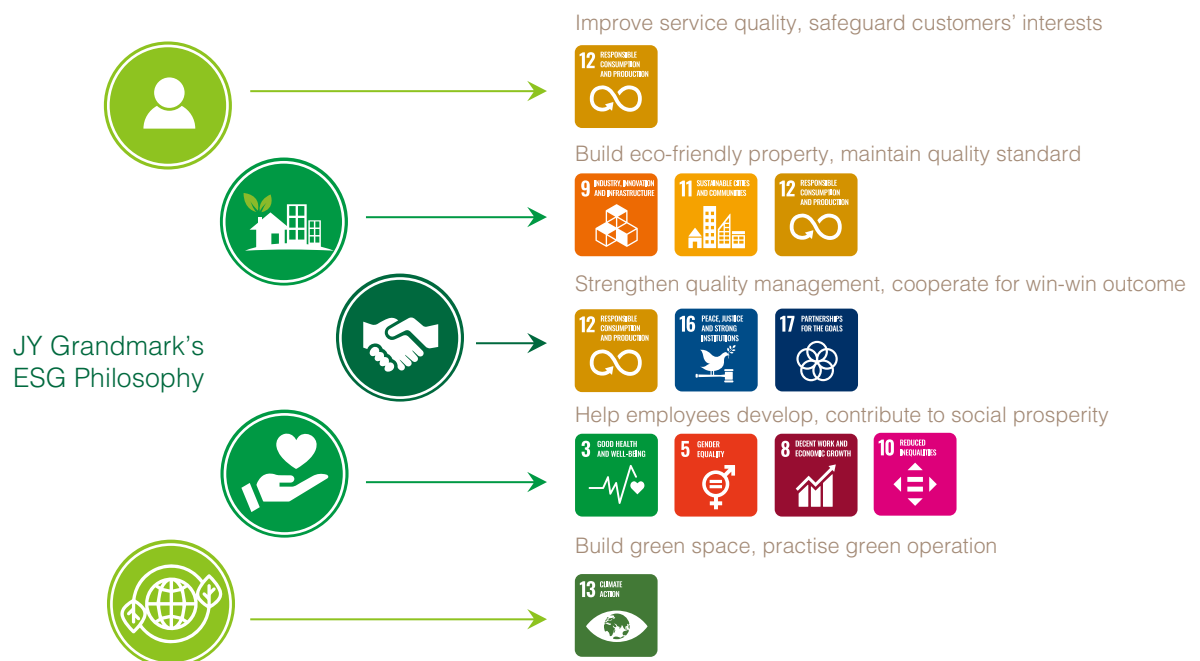 Improve service quality, safeguard customers’ interests
12 RESPONSIBLE
CONSUMPTION
AND PRODUCTION
Build eco-friendly property, maintain quality standard
9 INDUSTRY, INNOVATION
AND INFRASTRUCTURE
11 SUSTAINABLE CITIES
AND COMMUNITIES
12 RESPONSIBLE
CONSUMPTION
AND PRODUCTION
Strengthen quality management, cooperate for win-win outcome
12 RESPONSIBLE
CONSUMPTION
AND PRODUCTION
16 PEACE, JUSTICE
AND STRONG
INSTITUTIONS
17 PARTNERSHIPS
FOR THE GOALS
JY Grandmark’s
ESG Philosophy
Help employees develop, contribute to social prosperity
3 GOOD HEALTH
AND WELL-BEING
5 GENDER
EQUALITY
8 DECENT WORK AND
ECONOMIC GROWTH
10 REDUCED
INEQUALITIES
Build green space, practise green operation
13 CLIMATE
ACTION